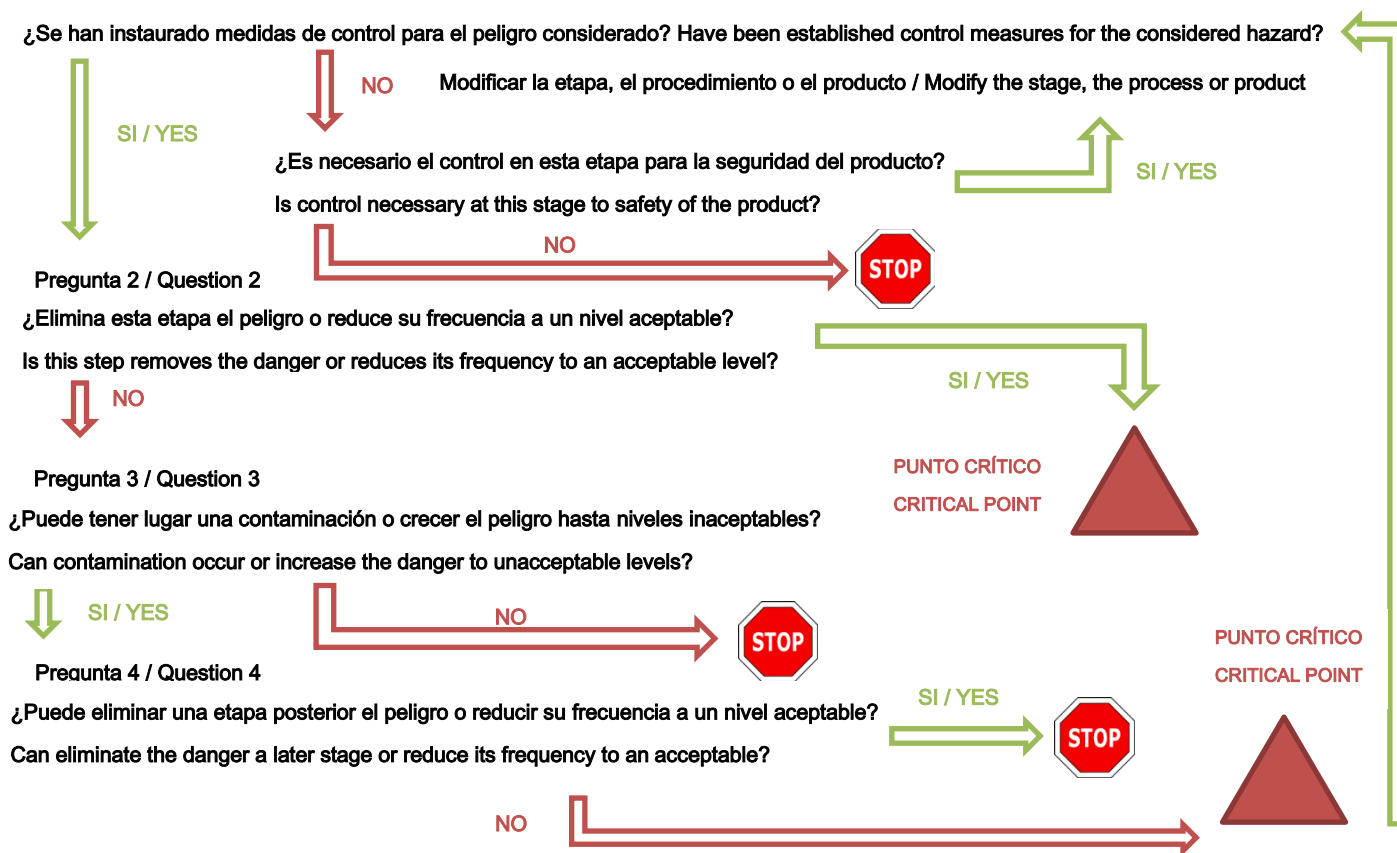 ¿Se han instaurado medidas de control para el peligro considerado? Have been established control measures for the considered hazard?
NO
Modificar la etapa, el procedimiento o el producto / Modify the stage, the process or product
SI / YES
¿Es necesario el control en esta etapa para la seguridad del producto?
SI / YES
Is control necessary at this stage to safety of the product?
NO
STOP
Pregunta 2 / Question 2
¿Elimina esta etapa el peligro o reduce su frecuencia a un nivel aceptable?
Is this step removes the danger or reduces its frequency to an acceptable level?
SI / YES
NO
PUNTO CRÍTICO
CRITICAL POINT
Pregunta 3 / Question 3
¿Puede tener lugar una contaminación o crecer el peligro hasta niveles inaceptables?
Can contamination occur or increase the danger to unacceptable levels?
SI / YES
NO
STOP
PUNTO CRÍTICO
CRITICAL POINT
Pregunta 4 / Question 4
¿Puede eliminar una etapa posterior el peligro o reducir su frecuencia a un nivel aceptable?
SI / YES
STOP
Can eliminate the danger a later stage or reduce its frequency to an acceptable?
NO